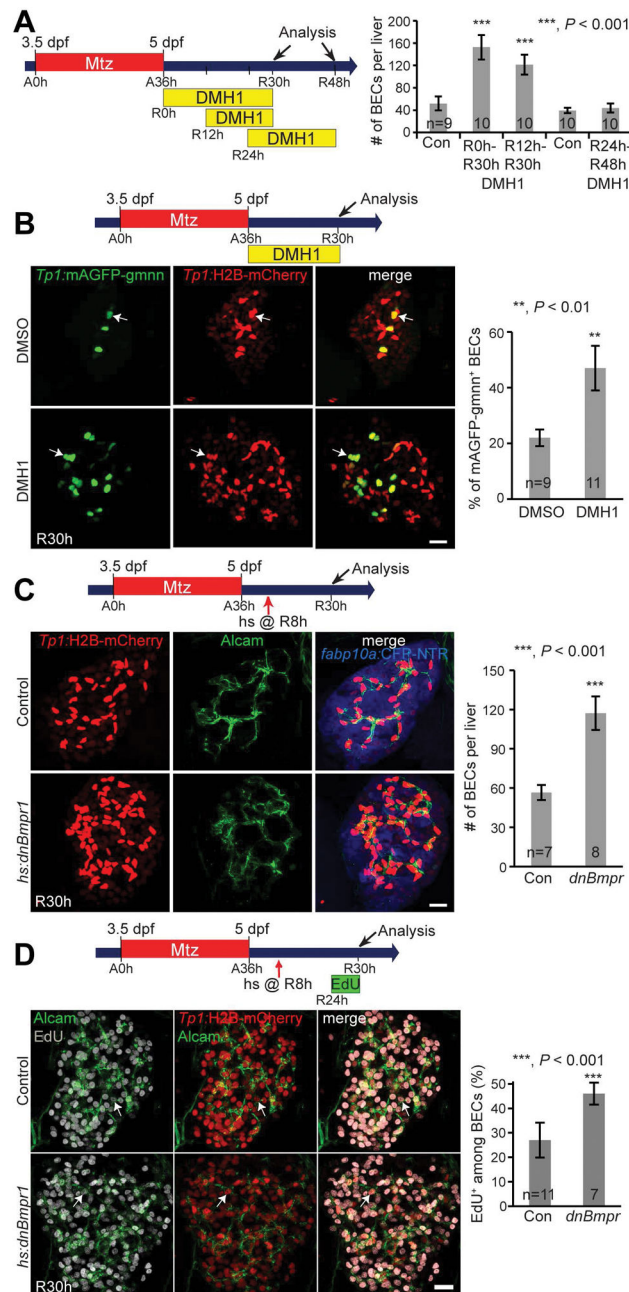 A
3.5 dpf
5 dpf
Analysis
Mtz
A0h
A36h
R30h
R48h
R0h
DMH1
R12h
DMH1
R24h
DMH1
# of BECs per liver
200
160
120
80
40
0
***
***
***, P < 0.001
n=9
10
10
10
10
Con
R0h-
R30h
R12h-
R30h
Con
R24h-
R48h
DMH1
DMH1
B
3.5 dpf
5 dpf
Analysis
Mtz
A0h
A36h
R30h
DMH1
Tp1:mAGFP-gmnn
Tp1:H2B-mCherry
merge
DMSO
DMH1
R30h
**, P < 0.01
% of mAGFP-gmnn+ BECs
60
40
20
0
**
n=9
11
DMSO
DMH1
C
3.5 dpf
5 dpf
Analysis
Mtz
A0h
A36h
R30h
hs @ R8h
Tp1:H2B-mCherry
Alcam
merge
fabp10a:CFP-NTR
Control
hs:dnBmpr1
R30h
***, P < 0.001
# of BECs per liver
150
120
90
60
30
0
***
n=7
8
Con
dnBmpr
D
3.5 dpf
5 dpf
Analysis
Mtz
A0h
A36h
R30h
hs @ R8h
EdU
R24h
Alcam
EdU
Tp1:H2B-mCherry
Alcam
merge
Control
hs:dnBmpr1
R30h
***, P < 0.001
EdU+ among BECs (%)
50
40
30
20
10
0
***
n=11
7
Con
dnBmpr